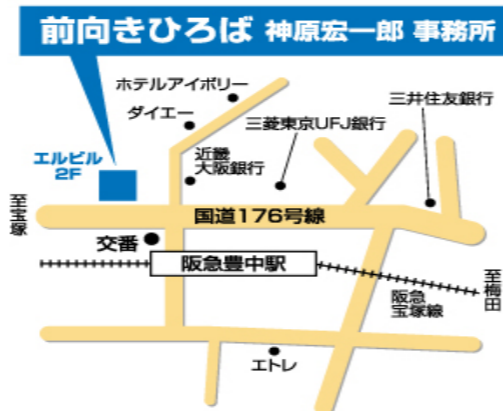 前向きひろば 神原宏一郎 事務所
ホテルアイボリー
ダイエー
三井住友銀行
三菱東京UFJ銀行
近畿
大阪銀行
エルビル
2F
至宝塚
国道176号線
交番
阪急豊中駅
至梅田
阪急
宝塚線
エトレ